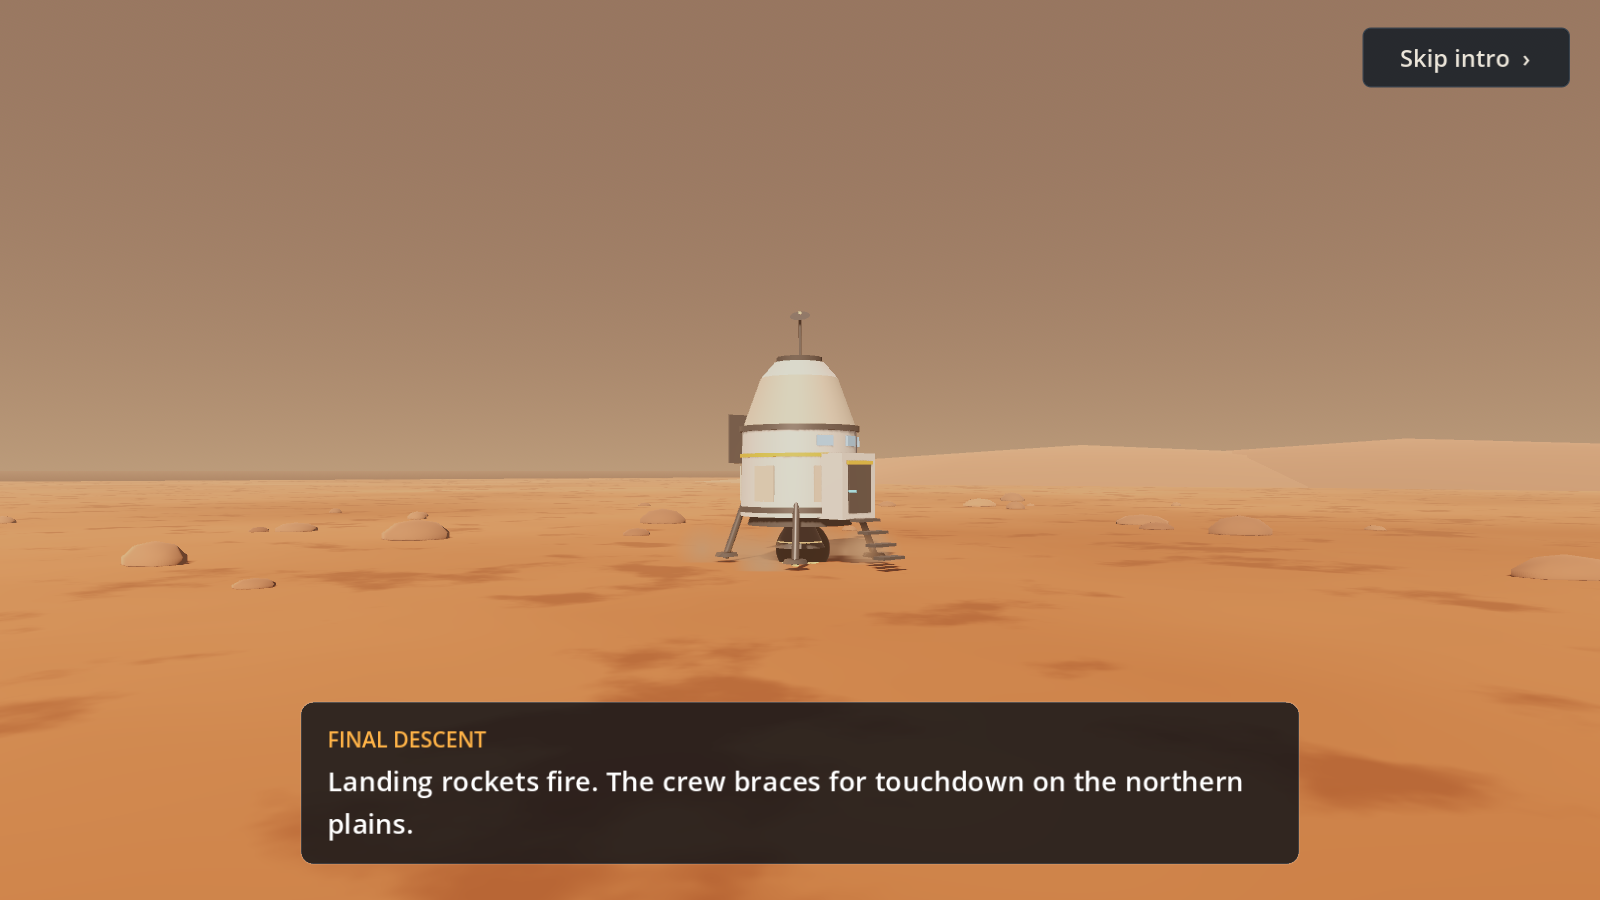 Skip intro ›
FINAL DESCENT
Landing rockets fire. The crew braces for touchdown on the northern
plains.